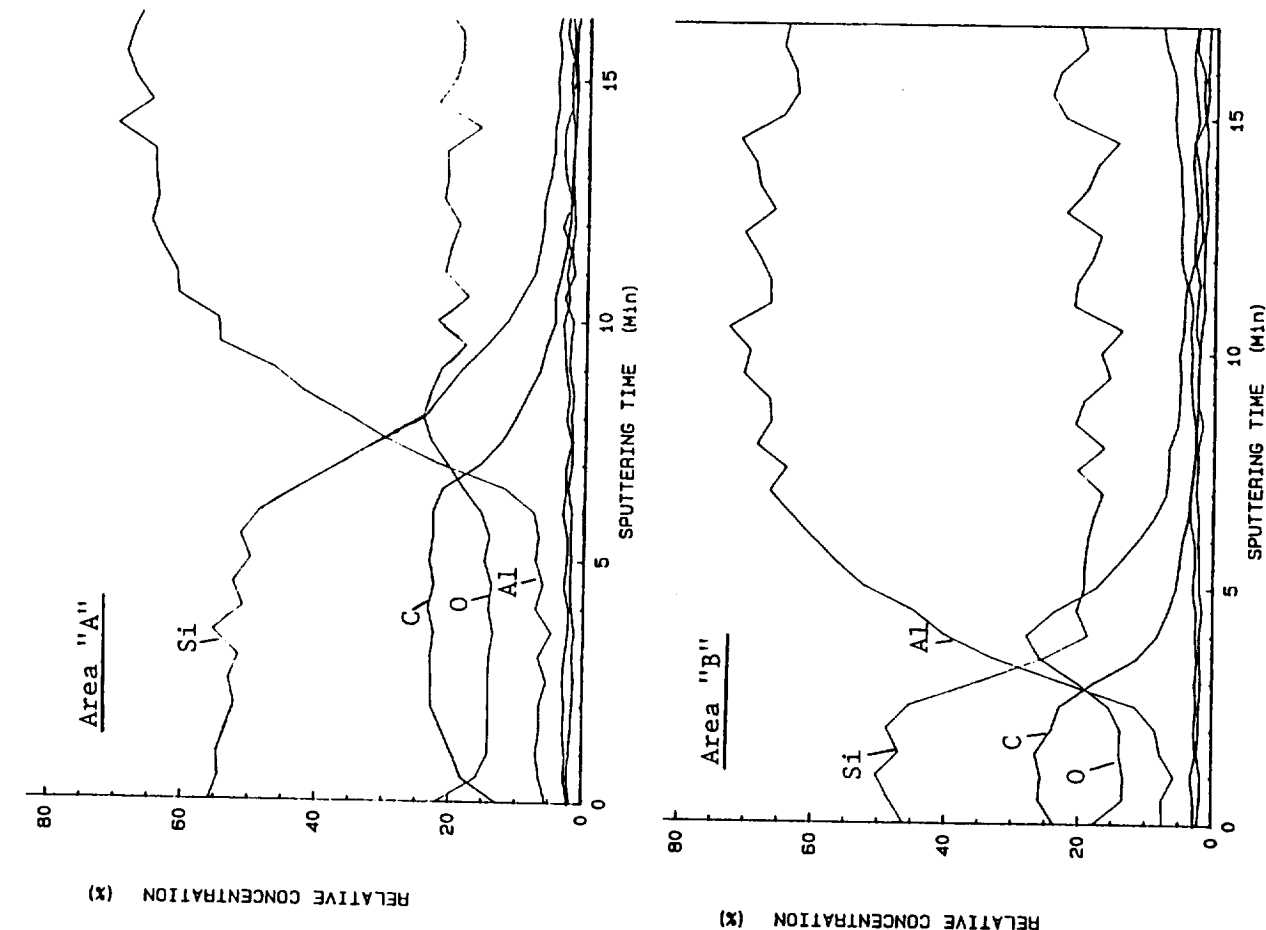 Area "A"
80
60
40
20
0
RELATIVE CONCENTRATION (%)
Si
C
O
Al
5
10
15
SPUTTERING TIME (Min)
Area "B"
80
60
40
20
0
RELATIVE CONCENTRATION (%)
Si
C
O
Al
0
5
10
15
SPUTTERING TIME (Min)